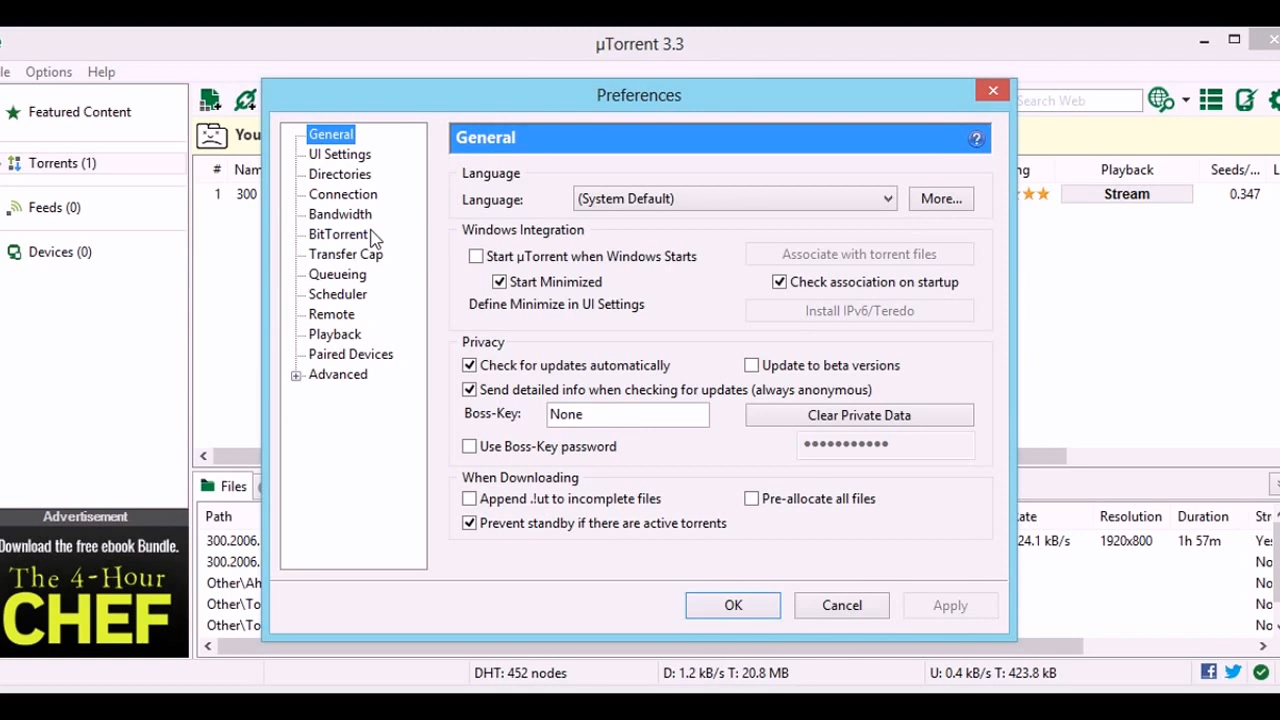 µTorrent 3.3
Options Help
Preferences
Featured Content
Torrents (1)
Feeds (0)
Devices (0)
You
# Nam
1 300
Search Web
Playback Seeds/...
Stream 0.347
General
UI Settings
Directories
Connection
Bandwidth
BitTorrent
Transfer Cap
Queueing
Scheduler
Remote
Playback
Paired Devices
Advanced
General
Language
Language: (System Default) More...
Windows Integration
Start µTorrent when Windows Starts Associate with torrent files
Start Minimized Check association on startup
Define Minimize in UI Settings Install IPv6/Teredo
Privacy
Check for updates automatically Update to beta versions
Send detailed info when checking for updates (always anonymous)
Boss-Key: None Clear Private Data
Use Boss-Key password
When Downloading
Append .!ut to incomplete files Pre-allocate all files
Prevent standby if there are active torrents
OK Cancel Apply
Files
Path
300.2006.
300.2006.
Other\Ah
Other\To
Other\To
Resolution Duration Str
24.1 kB/s 1920x800 1h 57m Yes
No
No
No
No
Advertisement
Download the free ebook Bundle.
The 4-Hour
CHEF
DHT: 452 nodes D: 1.2 kB/s T: 20.8 MB U: 0.4 kB/s T: 423.8 kB